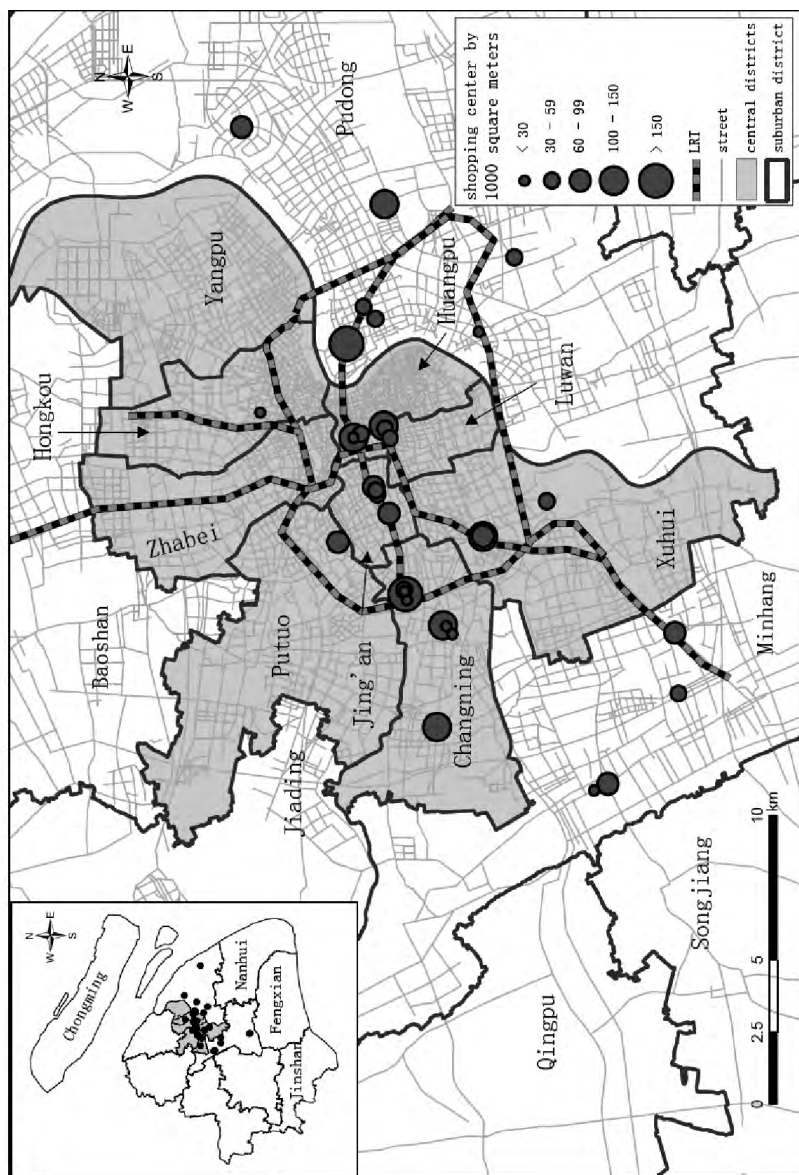 Chongming
N
E
S
W
Nanhui
Fengxian
Jinshan
N
E
S
W
Pudong
Yangpu
Hongkou
Zhabei
Baoshan
Putuo
Jing'an
Jiading
Changning
Huangpu
Luwan
Xuhui
Minhang
Songjiang
Qingpu
0
2.5
5
10
km
shopping center by
1000 square meters
< 30
30 - 59
60 - 99
100 - 150
> 150
LRT
street
central districts
suburban district